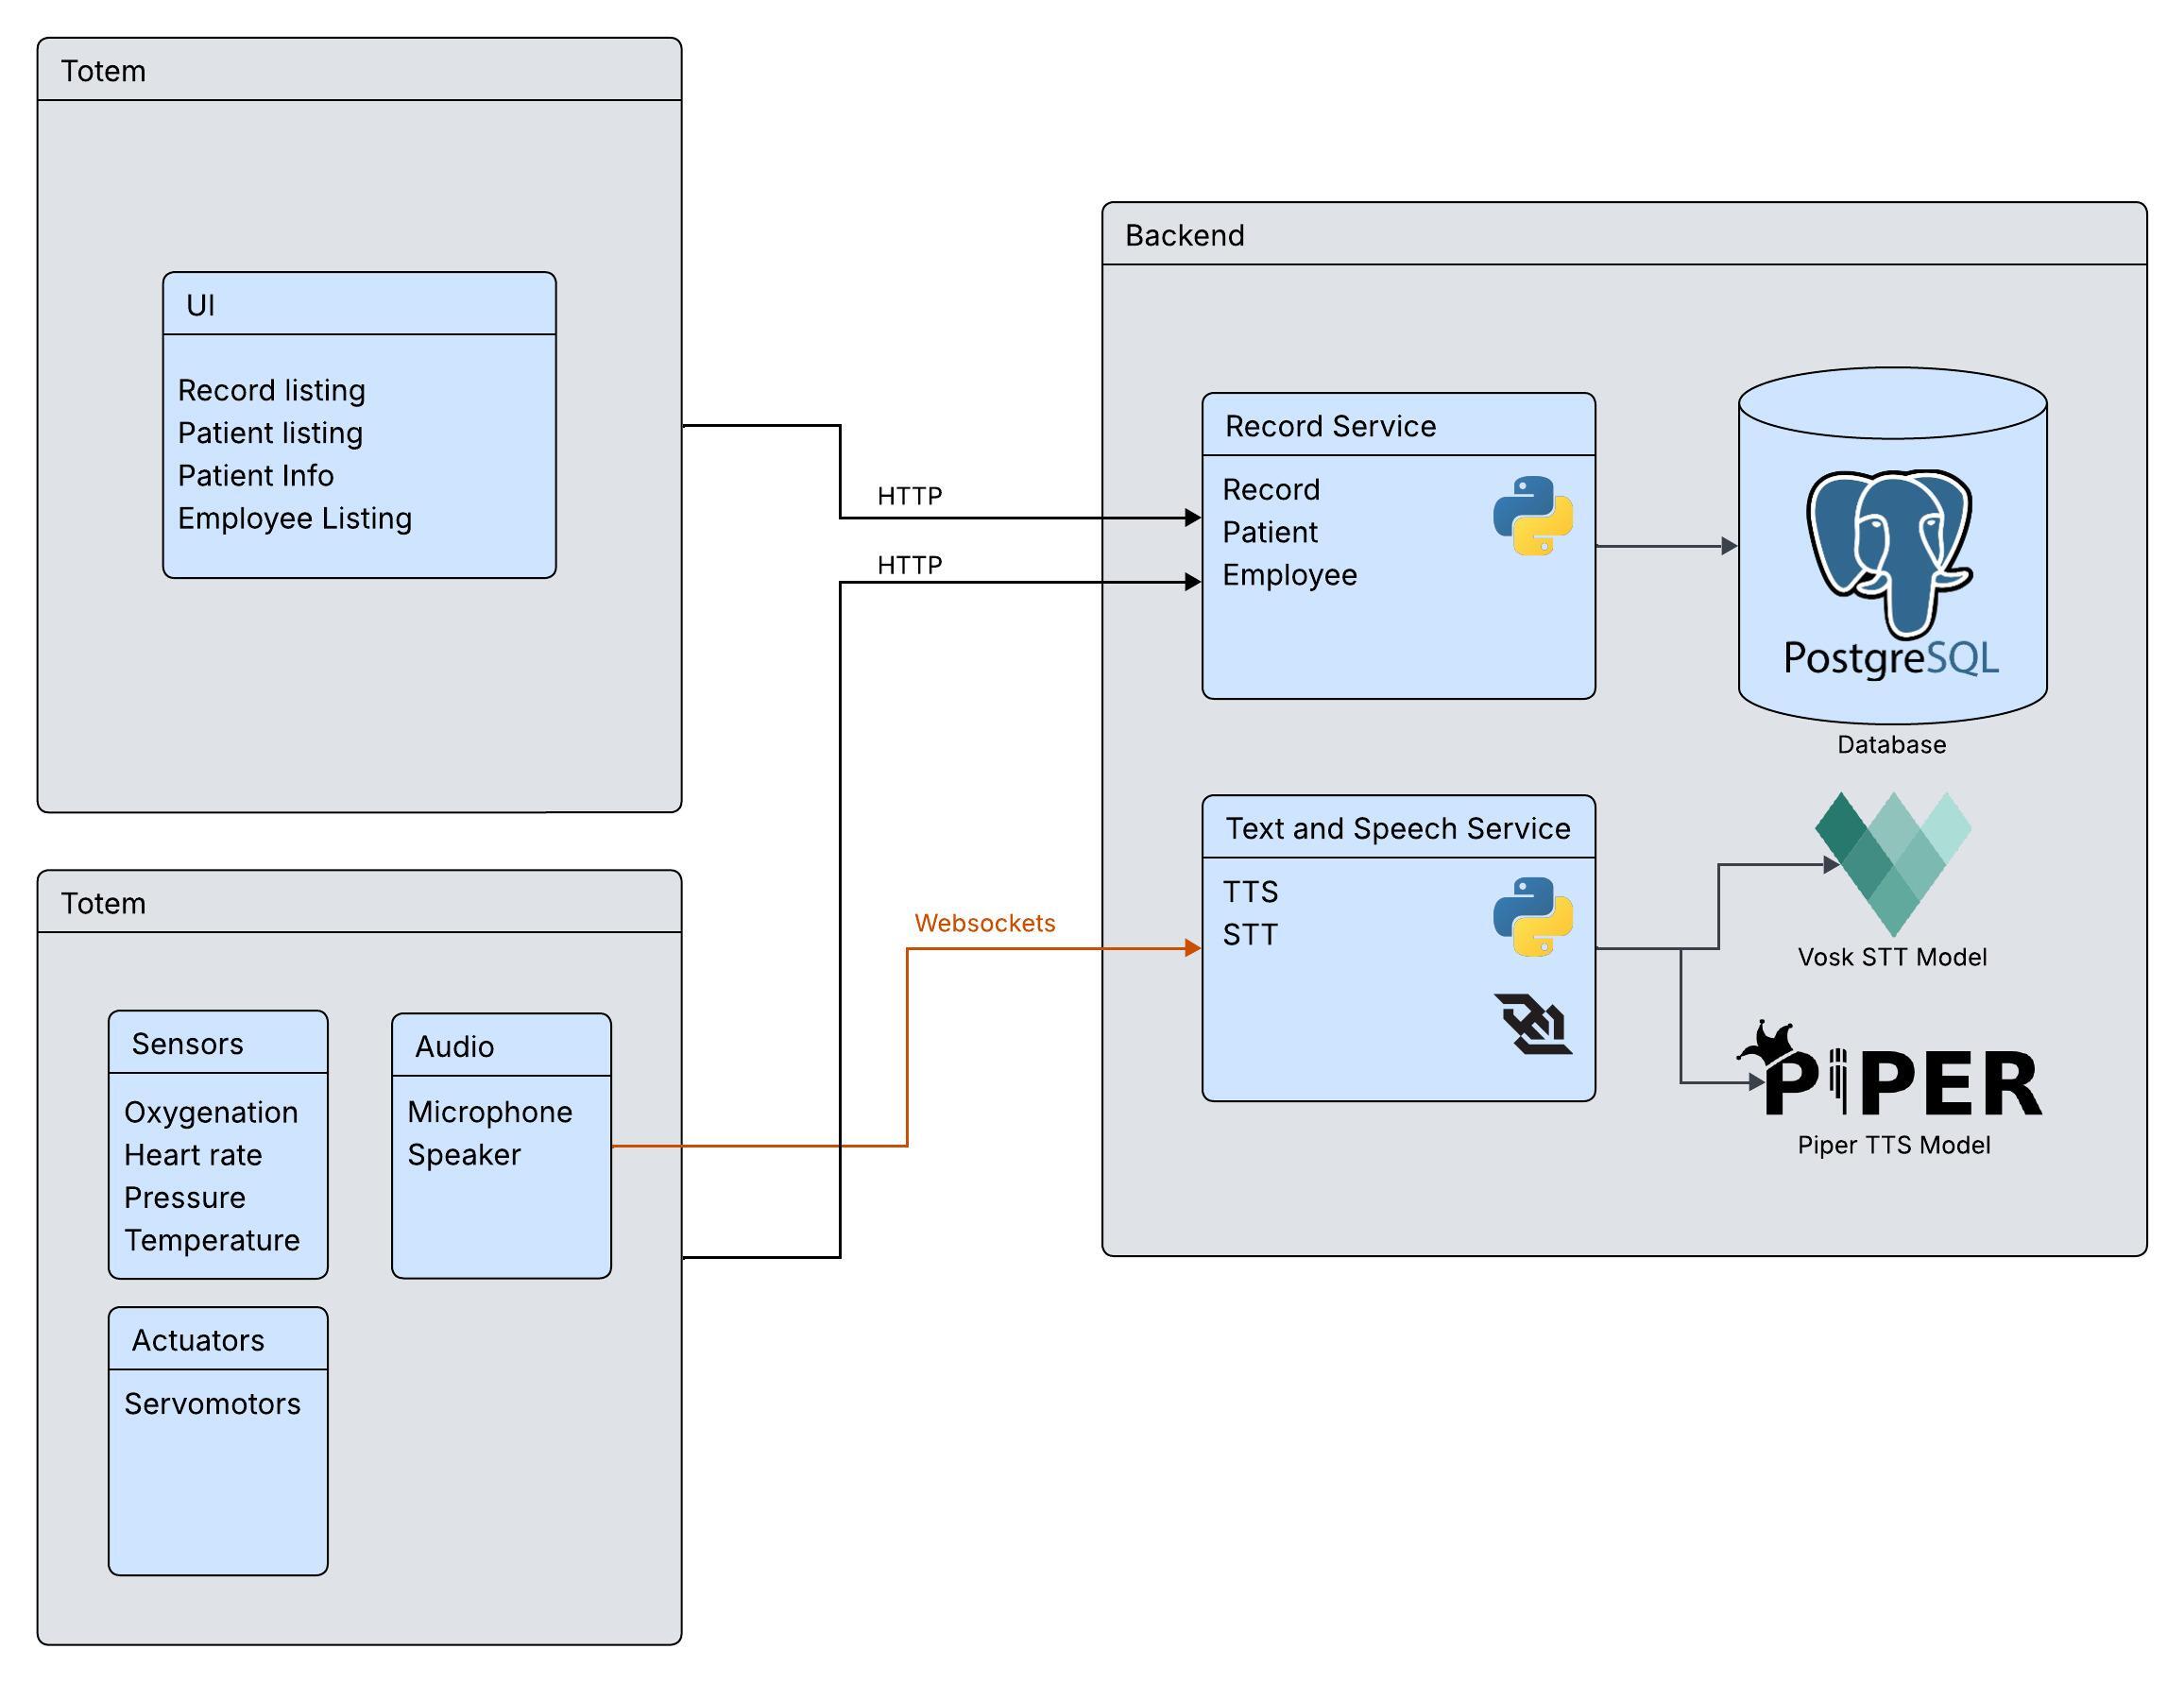 Totem
UI
Record listing
Patient listing
Patient Info
Employee Listing
HTTP
HTTP
Backend
Record Service
Record
Patient
Employee
PostgreSQL
Database
Totem
Sensors
Oxygenation
Heart rate
Pressure
Temperature
Audio
Microphone
Speaker
Actuators
Servomotors
Websockets
Text and Speech Service
TTS
STT
Vosk STT Model
PIPER
Piper TTS Model